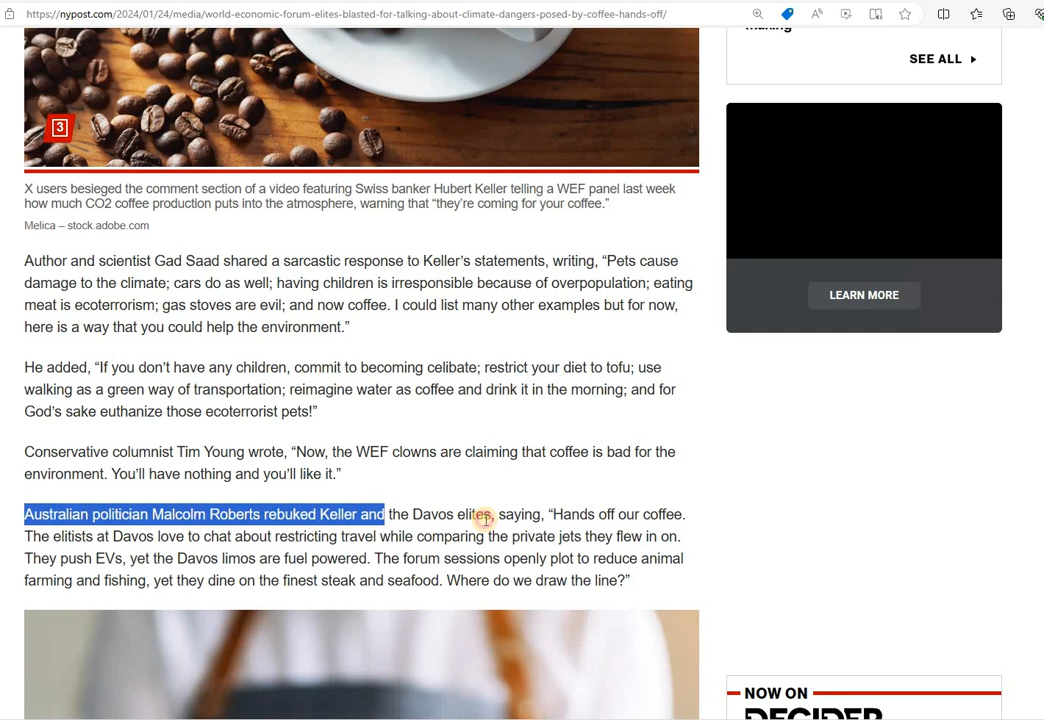 https://nypost.com/2024/01/24/media/world-economic-forum-elites-blasted-for-talking-about-climate-dangers-posed-by-coffee-hands-off/
making
SEE ALL
3
X users besieged the comment section of a video featuring Swiss banker Hubert Keller telling a WEF panel last week
how much CO2 coffee production puts into the atmosphere, warning that “they’re coming for your coffee.”
Melica – stock.adobe.com
Author and scientist Gad Saad shared a sarcastic response to Keller’s statements, writing, “Pets cause
damage to the climate; cars do as well; having children is irresponsible because of overpopulation; eating
meat is ecoterrorism; gas stoves are evil; and now coffee. I could list many other examples but for now,
here is a way that you could help the environment.”
LEARN MORE
He added, “If you don’t have any children, commit to becoming celibate; restrict your diet to tofu; use
walking as a green way of transportation; reimagine water as coffee and drink it in the morning; and for
God’s sake euthanize those ecoterrorist pets!”
Conservative columnist Tim Young wrote, “Now, the WEF clowns are claiming that coffee is bad for the
environment. You’ll have nothing and you’ll like it.”
Australian politician Malcolm Roberts rebuked Keller and the Davos elites, saying, “Hands off our coffee.
The elitists at Davos love to chat about restricting travel while comparing the private jets they flew in on.
They push EVs, yet the Davos limos are fuel powered. The forum sessions openly plot to reduce animal
farming and fishing, yet they dine on the finest steak and seafood. Where do we draw the line?”
NOW ON
DECIDER